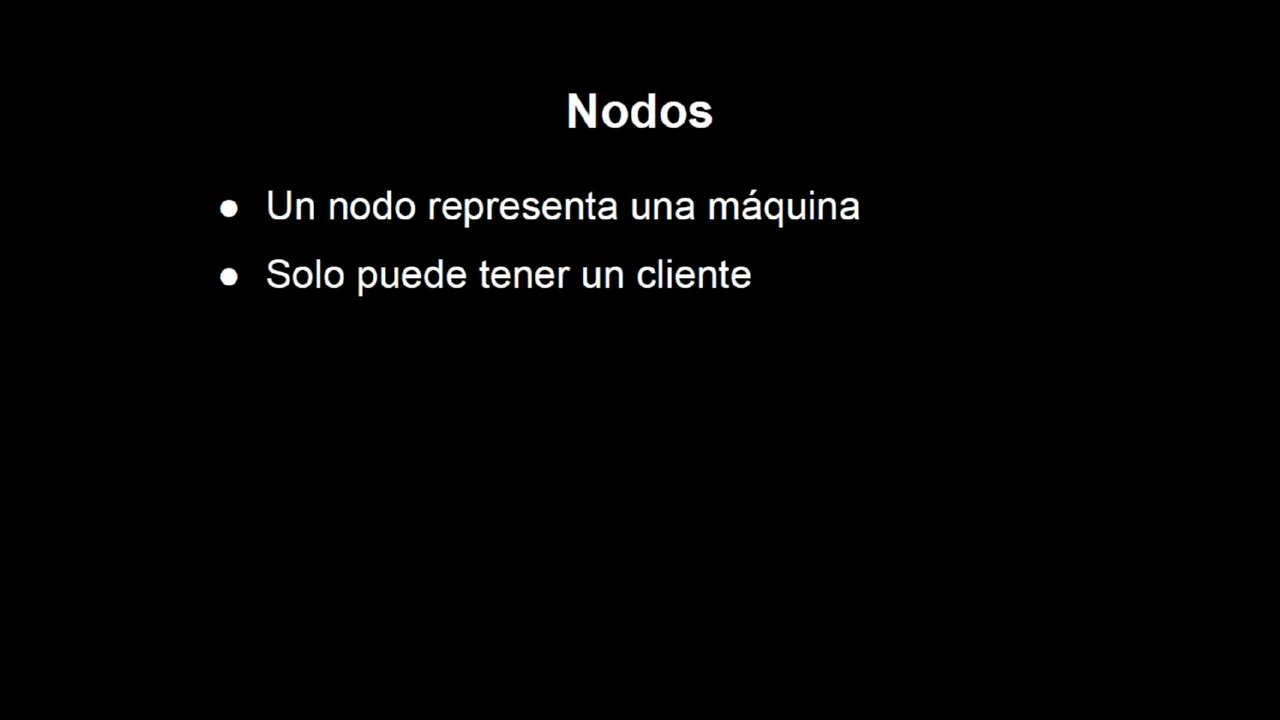 Nodos
● Un nodo representa una máquina
● Solo puede tener un cliente